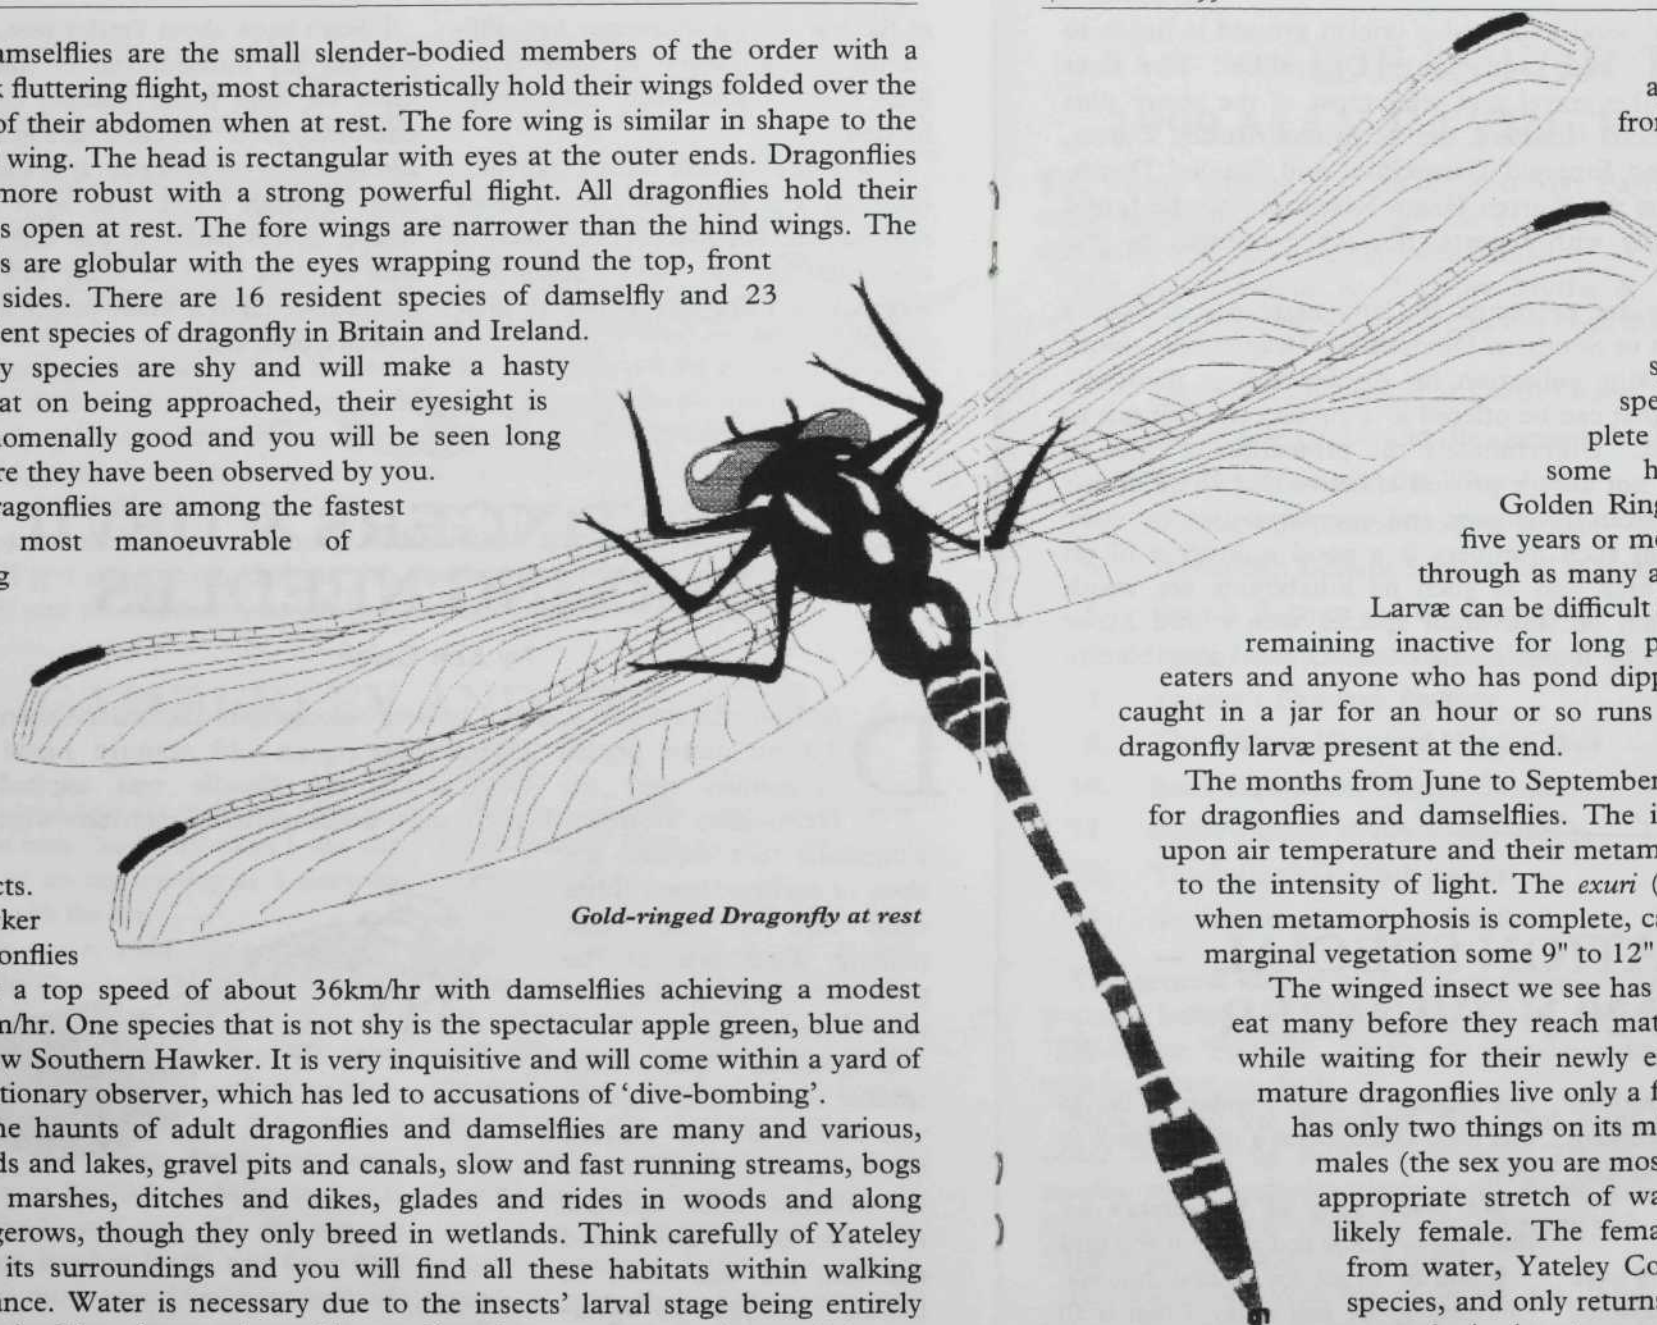 amselflies are the small slender-bodied members of the order with a
fluttering flight, most characteristically hold their wings folded over the
of their abdomen when at rest. The fore wing is similar in shape to the
wing. The head is rectangular with eyes at the outer ends. Dragonflies
more robust with a strong powerful flight. All dragonflies hold their
s open at rest. The fore wings are narrower than the hind wings. The
s are globular with the eyes wrapping round the top, front
sides. There are 16 resident species of damselfly and 23
ent species of dragonfly in Britain and Ireland.
y species are shy and will make a hasty
at on being approached, their eyesight is
nomenally good and you will be seen long
re they have been observed by you.
ragonflies are among the fastest
most manoeuvrable of
g
cts.
ker
onflies
Gold-ringed Dragonfly at rest
a top speed of about 36km/hr with damselflies achieving a modest
m/hr. One species that is not shy is the spectacular apple green, blue and
w Southern Hawker. It is very inquisitive and will come within a yard of
tionary observer, which has led to accusations of ‘dive-bombing’.
he haunts of adult dragonflies and damselflies are many and various,
ds and lakes, gravel pits and canals, slow and fast running streams, bogs
marshes, ditches and dikes, glades and rides in woods and along
gerows, though they only breed in wetlands. Think carefully of Yateley
its surroundings and you will find all these habitats within walking
ance. Water is necessary due to the insects’ larval stage being entirely
a
fro
s
spe
plete
some h
Golden Ring
five years or mo
through as many a
Larvæ can be difficult
remaining inactive for long p
eaters and anyone who has pond dipp
caught in a jar for an hour or so runs
dragonfly larvæ present at the end.
The months from June to September
for dragonflies and damselflies. The i
upon air temperature and their metam
to the intensity of light. The exuri (
when metamorphosis is complete, ca
marginal vegetation some 9" to 12"
The winged insect we see has
eat many before they reach mat
while waiting for their newly e
mature dragonflies live only a f
has only two things on its m
males (the sex you are mos
appropriate stretch of wa
likely female. The fema
from water, Yateley Co
species, and only returns